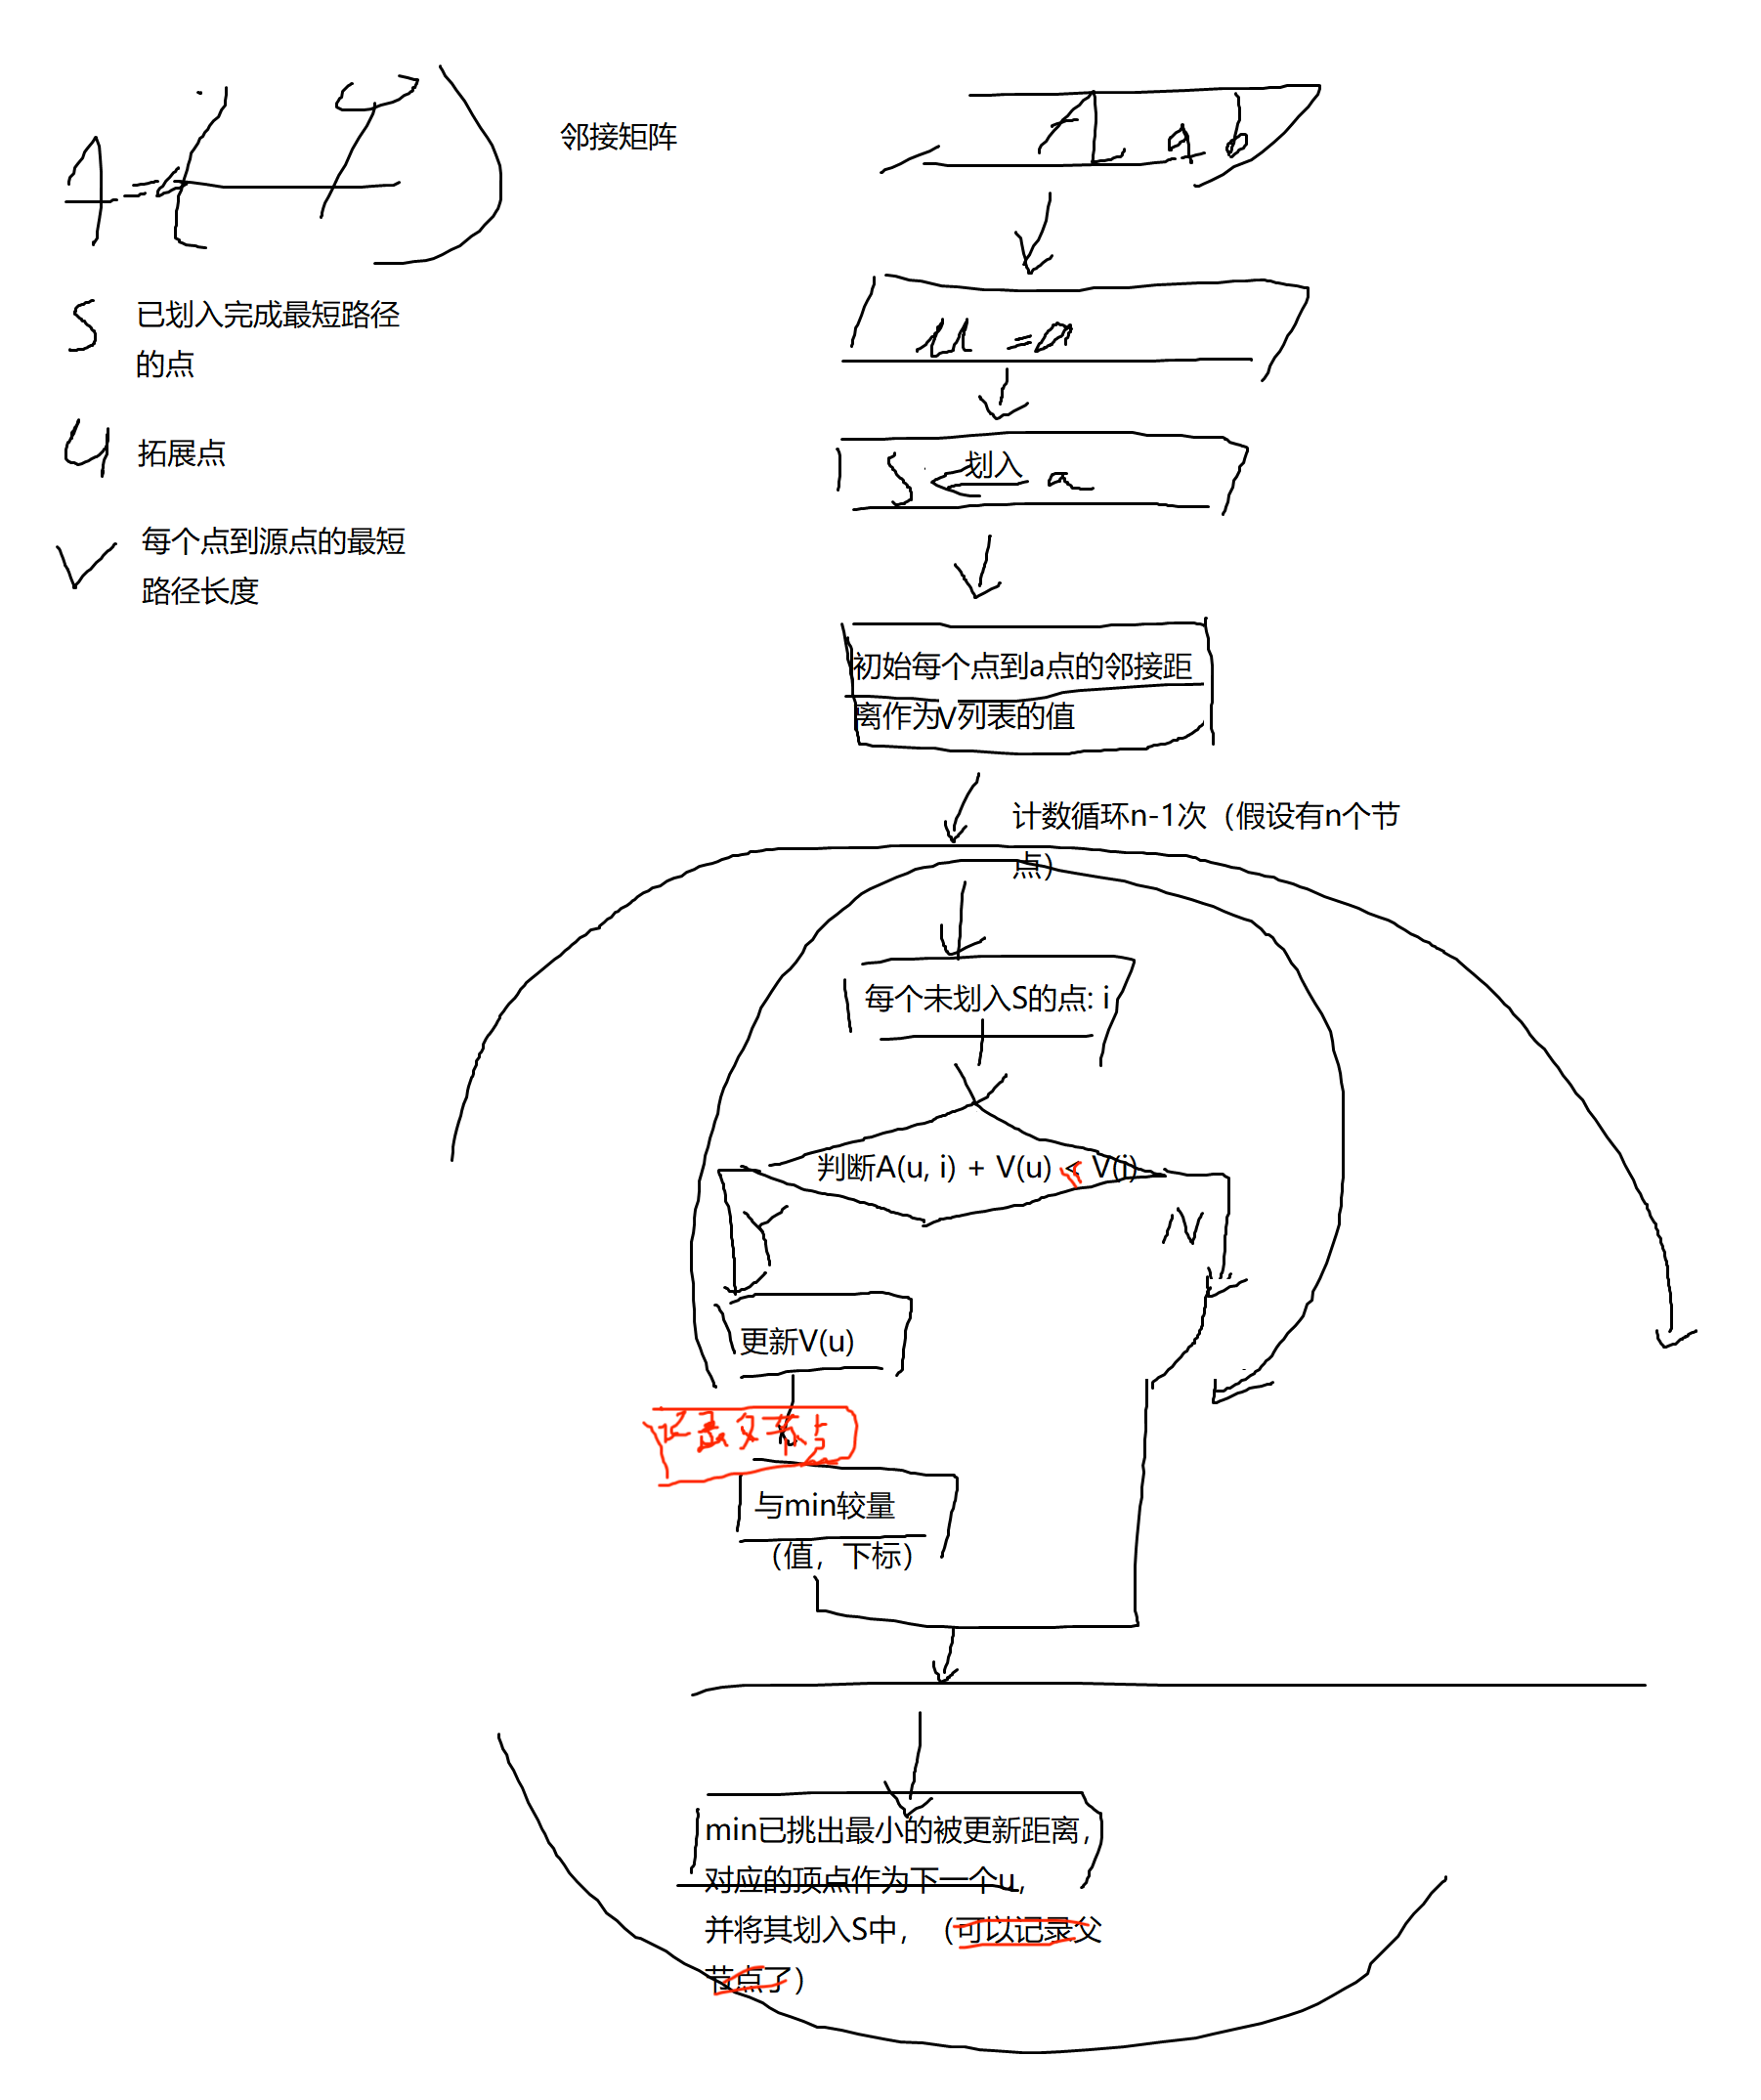 A =
邻接矩阵
S
已划入完成最短路径
的点
u
拓展点
V
每个点到源点的最短
路径长度
A a b
u = a
S ← 划入 a
初始每个点到a点的邻接距
离作为V列表的值
计数循环n-1次（假设有n个节
点）
每个未划入S的点: i
判断A(u, i) + V(u) < V(i)
Y
N
更新V(u)
记录父节点
与min较量
（值，下标）
min已挑出最小的被更新距离，
对应的顶点作为下一个u，
并将其划入S中，（可以记录父
节点了）